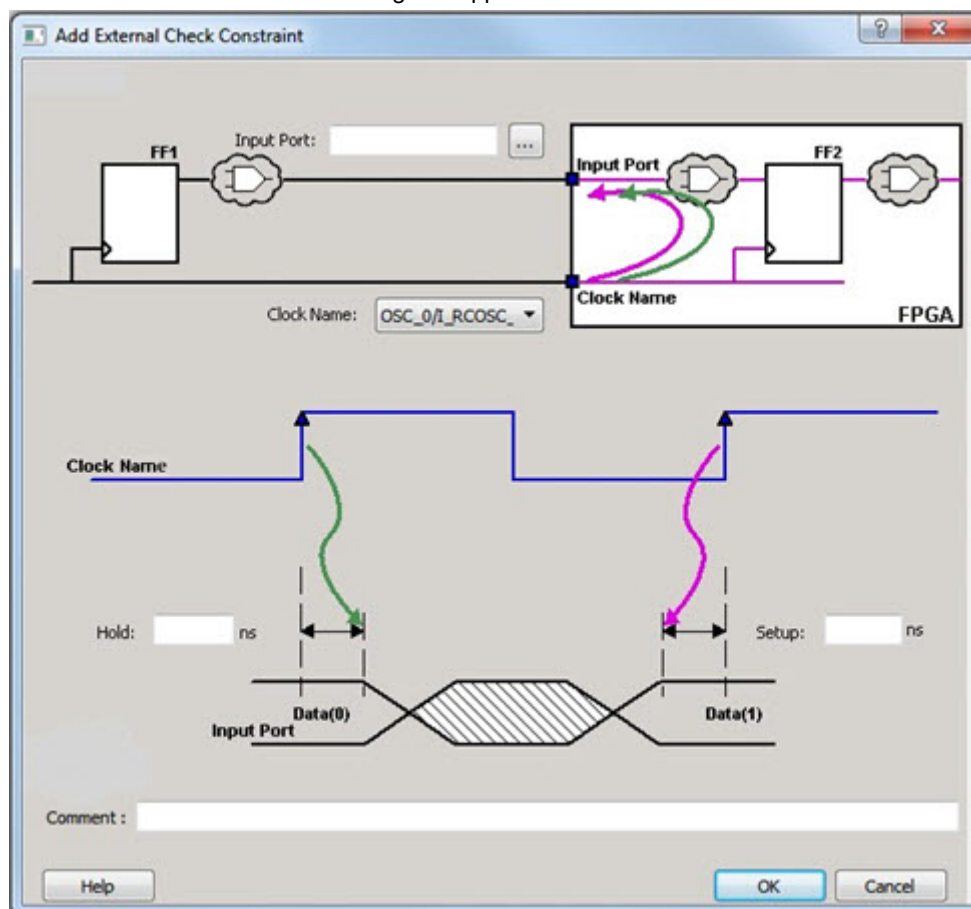 Add External Check Constraint
Input Port:
...
FF1
Input Port
FF2
Clock Name
FPGA
Clock Name:
OSC_0/I_RCOSC_
Clock Name
Hold:
ns
Setup:
ns
Data(0)
Data(1)
Input Port
Comment :
Help
OK
Cancel